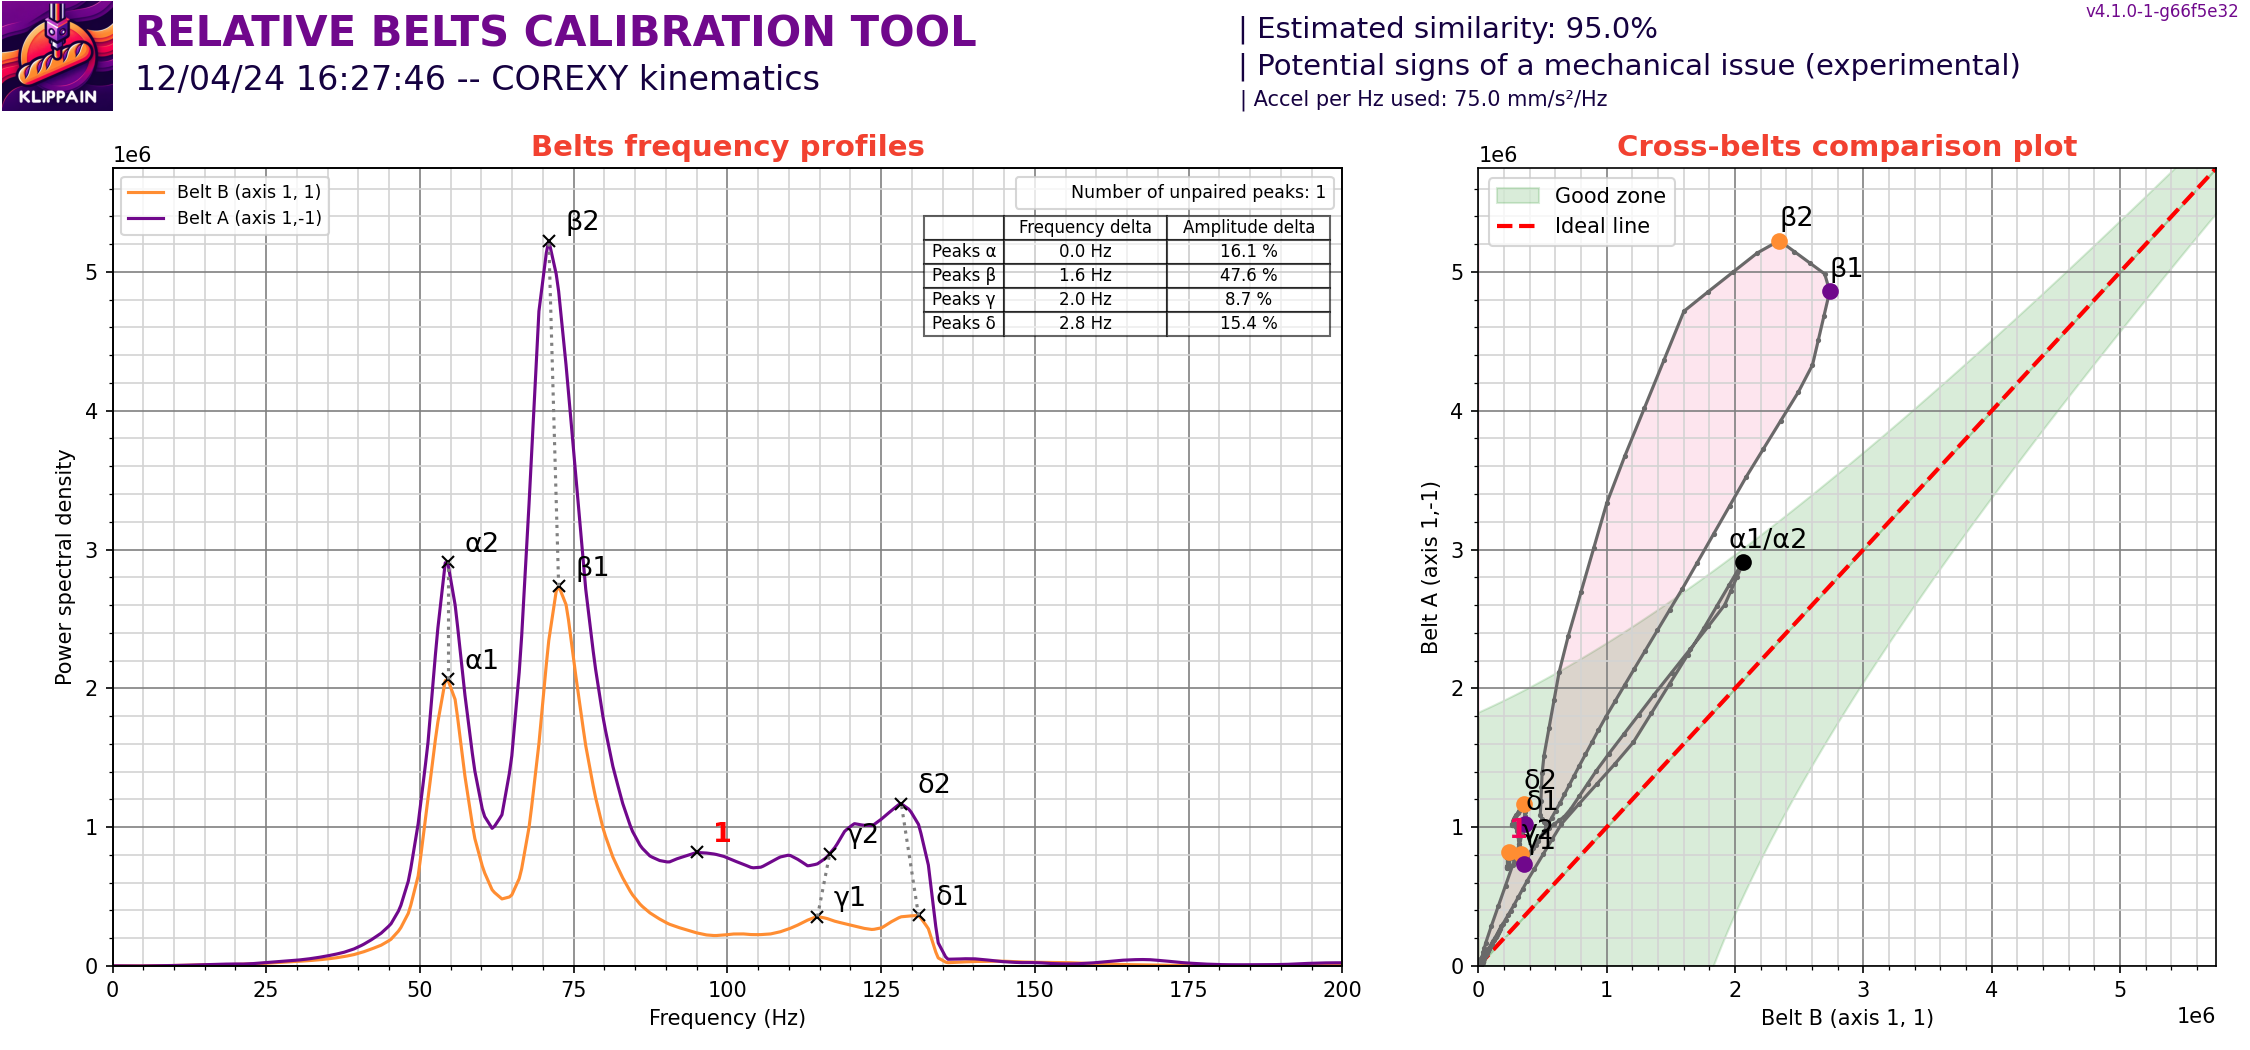 KLIPPAIN
RELATIVE BELTS CALIBRATION TOOL
12/04/24 16:27:46 -- COREXY kinematics
| Estimated similarity: 95.0%
| Potential signs of a mechanical issue (experimental)
| Accel per Hz used: 75.0 mm/s²/Hz
v4.1.0-1-g66f5e32
Belts frequency profiles
1e6
Belt B (axis 1, 1)
Belt A (axis 1,-1)
Number of unpaired peaks: 1
Frequency delta Amplitude delta
Peaks α 0.0 Hz 16.1 %
Peaks β 1.6 Hz 47.6 %
Peaks γ 2.0 Hz 8.7 %
Peaks δ 2.8 Hz 15.4 %
β2
α2
β1
α1
δ2
1
γ2
γ1
δ1
Power spectral density
5
4
3
2
1
0
0 25 50 75 100 125 150 175 200
Frequency (Hz)
Cross-belts comparison plot
1e6
Good zone
Ideal line
β2
β1
α1/α2
δ2
δ1
1
γ2
γ1
Belt A (axis 1,-1)
5
4
3
2
1
0
0 1 2 3 4 5
Belt B (axis 1, 1)
1e6